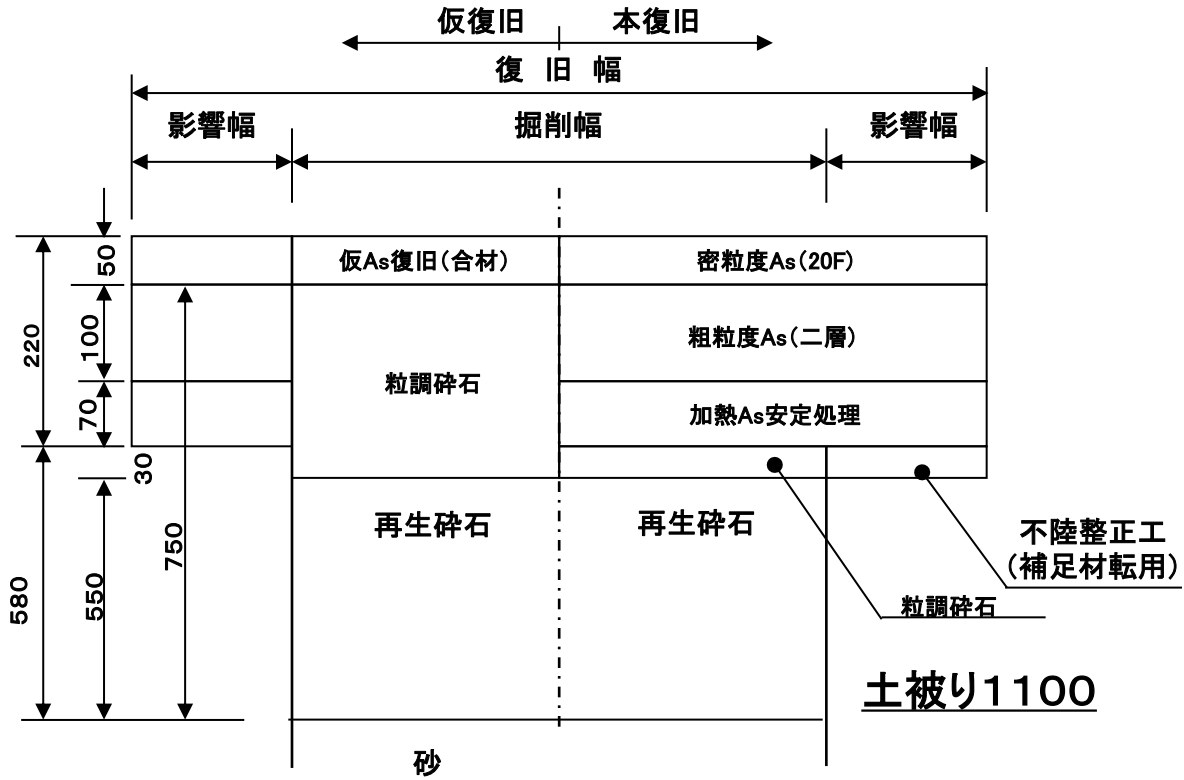 仮復旧 本復旧
復 旧 幅
影響幅 掘削幅 影響幅
50 仮As復旧(合材) 密粒度As(20F)
220 100 粗粒度As(二層)
粒調砕石
70 加熱As安定処理
30
再生砕石 再生砕石
不陸整正工
(補足材転用)
750
580 550
粒調砕石
土被り1100
砂